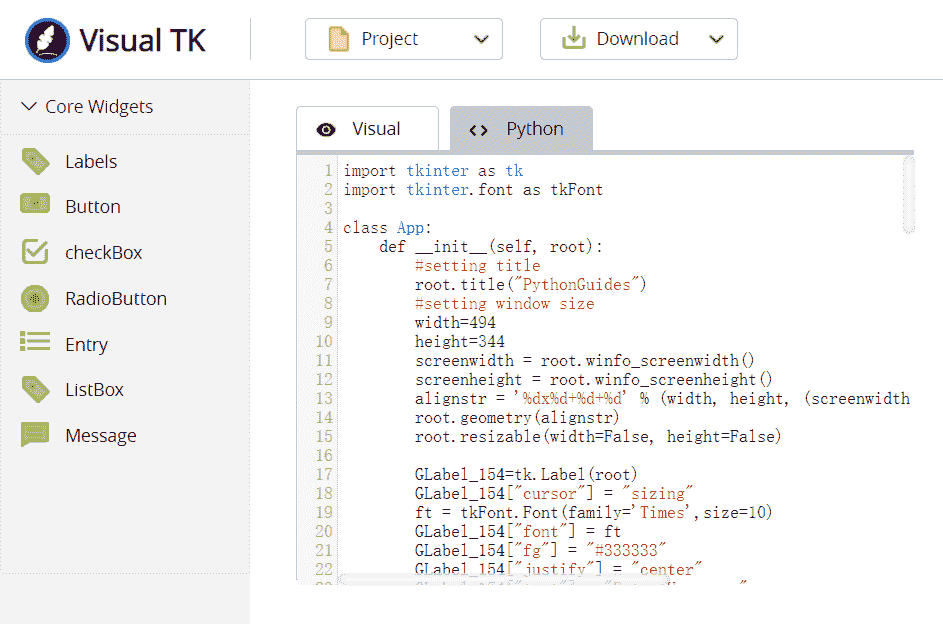 Visual TK
Project
Download
Core Widgets
Labels
Button
checkBox
RadioButton
Entry
ListBox
Message
Visual
Python
1 import tkinter as tk
2 import tkinter.font as tkFont
3
4 class App:
5     def __init__(self, root):
6         #setting title
7         root.title("PythonGuides")
8         #setting window size
9         width=494
10         height=344
11         screenwidth = root.winfo_screenwidth()
12         screenheight = root.winfo_screenheight()
13         alignstr = '%dx%d+%d+%d' % (width, height, (screenwidth
14         root.geometry(alignstr)
15         root.resizable(width=False, height=False)
16
17         GLabel_154=tk.Label(root)
18         GLabel_154["cursor"] = "sizing"
19         ft = tkFont.Font(family='Times',size=10)
20         GLabel_154["font"] = ft
21         GLabel_154["fg"] = "#333333"
22         GLabel_154["justify"] = "center"